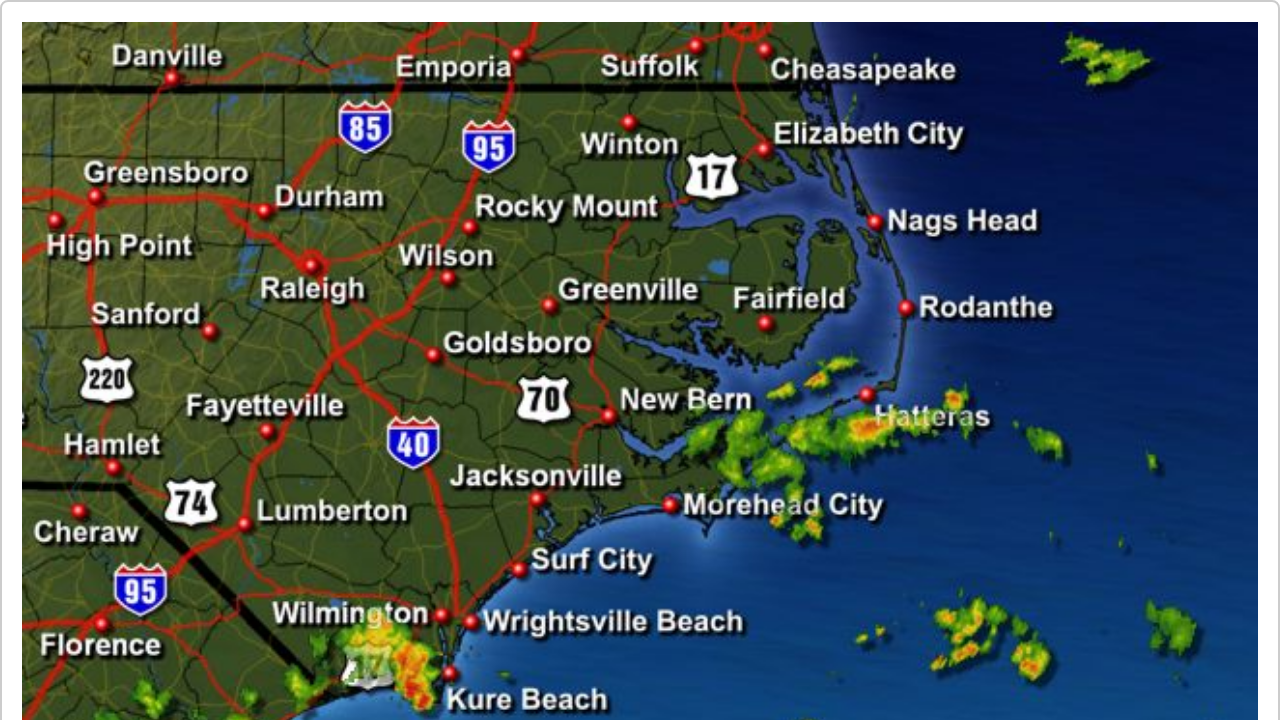 Danville
Emporia
Suffolk
Cheasapeake
85
95
Winton
Elizabeth City
17
Greensboro
Durham
Rocky Mount
Nags Head
High Point
Wilson
Raleigh
Greenville
Fairfield
Rodanthe
Sanford
Goldsboro
220
70
New Bern
Fayetteville
Hatteras
40
Hamlet
Jacksonville
74
Morehead City
Lumberton
Cheraw
Surf City
95
Wilmington
Wrightsville Beach
Florence
17
Kure Beach